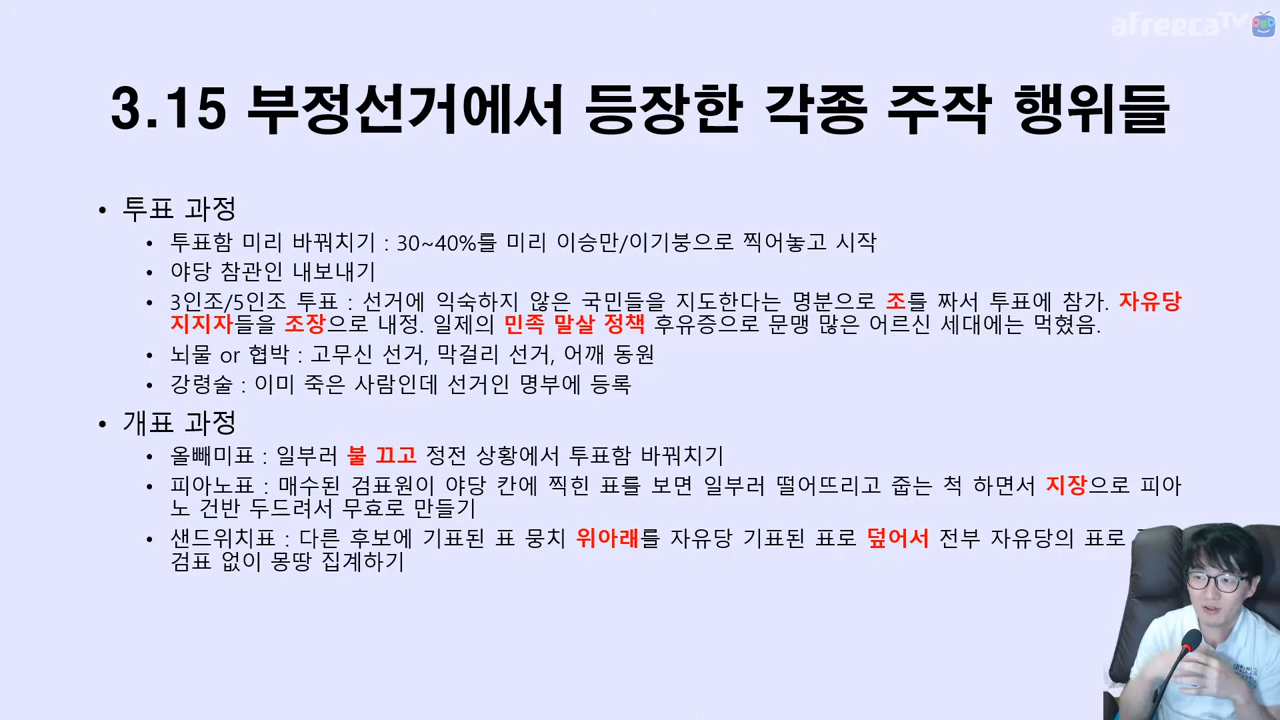 afreecaTV
3.15 부정선거에서 등장한 각종 주작 행위들
• 투표 과정
• 투표함 미리 바꿔치기 : 30~40%를 미리 이승만/이기붕으로 찍어놓고 시작
• 야당 참관인 내보내기
• 3인조/5인조 투표 : 선거에 익숙하지 않은 국민들을 지도한다는 명분으로 조를 짜서 투표에 참가. 자유당
지지자들을 조장으로 내정. 일제의 민족 말살 정책 후유증으로 문맹 많은 어르신 세대에는 먹혔음.
• 뇌물 or 협박 : 고무신 선거, 막걸리 선거, 어깨 동원
• 강령술 : 이미 죽은 사람인데 선거인 명부에 등록
• 개표 과정
• 올빼미표 : 일부러 불 끄고 정전 상황에서 투표함 바꿔치기
• 피아노표 : 매수된 검표원이 야당 칸에 찍힌 표를 보면 일부러 떨어뜨리고 줍는 척 하면서 지장으로 피아
노 건반 두드려서 무효로 만들기
• 샌드위치표 : 다른 후보에 기표된 표 뭉치 위아래를 자유당 기표된 표로 덮어서 전부 자유당의 표로
검표 없이 몽땅 집계하기